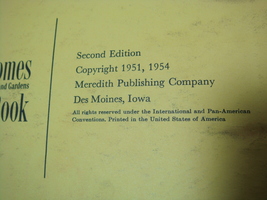 omes
nd Gardens
ook
Second Edition
Copyright 1951, 1954
Meredith Publishing Company
Des Moines, Iowa
All rights reserved under the International and Pan-American
Conventions, Printed in the United States of America